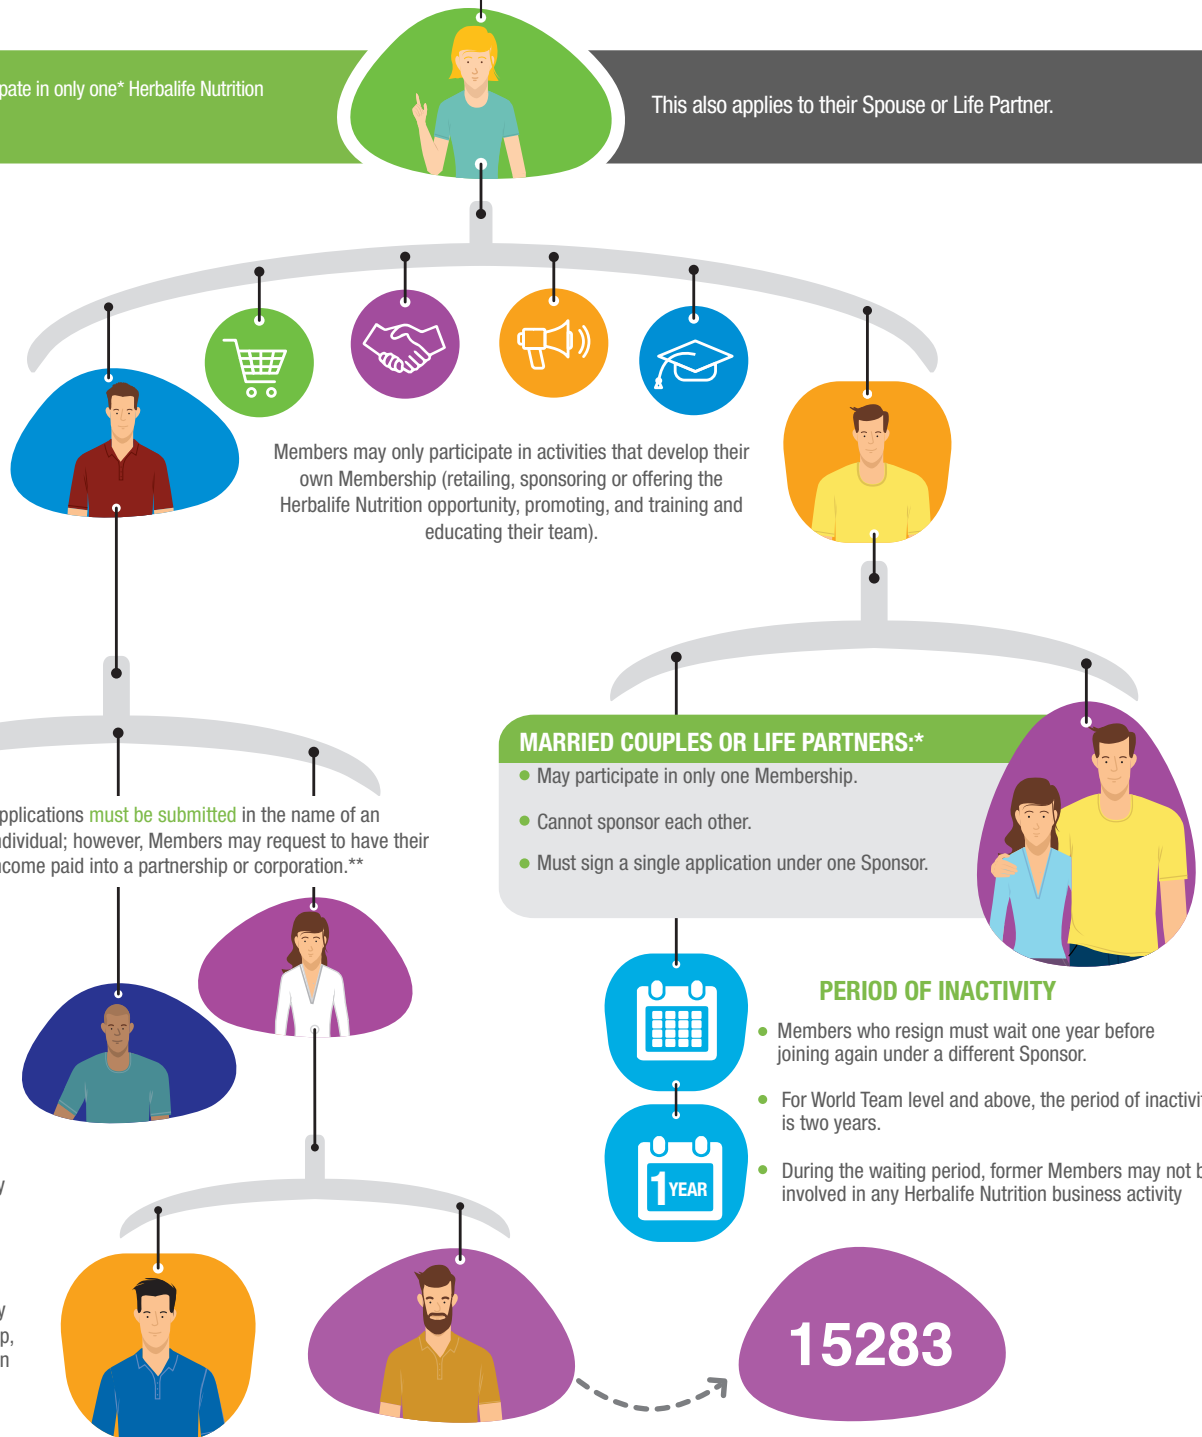 pate in only one* Herbalife Nutrition
This also applies to their Spouse or Life Partner.
Members may only participate in activities that develop their
own Membership (retailing, sponsoring or offering the
Herbalife Nutrition opportunity, promoting, and training and
educating their team).
MARRIED COUPLES OR LIFE PARTNERS:*
May participate in only one Membership.
Cannot sponsor each other.
Must sign a single application under one Sponsor.
pplications must be submitted in the name of an
ndividual; however, Members may request to have their
ncome paid into a partnership or corporation.**
PERIOD OF INACTIVITY
Members who resign must wait one year before
joining again under a different Sponsor.
For World Team level and above, the period of inactivit
is two years.
During the waiting period, former Members may not b
involved in any Herbalife Nutrition business activity
1 YEAR
y
y
p,
n
15283